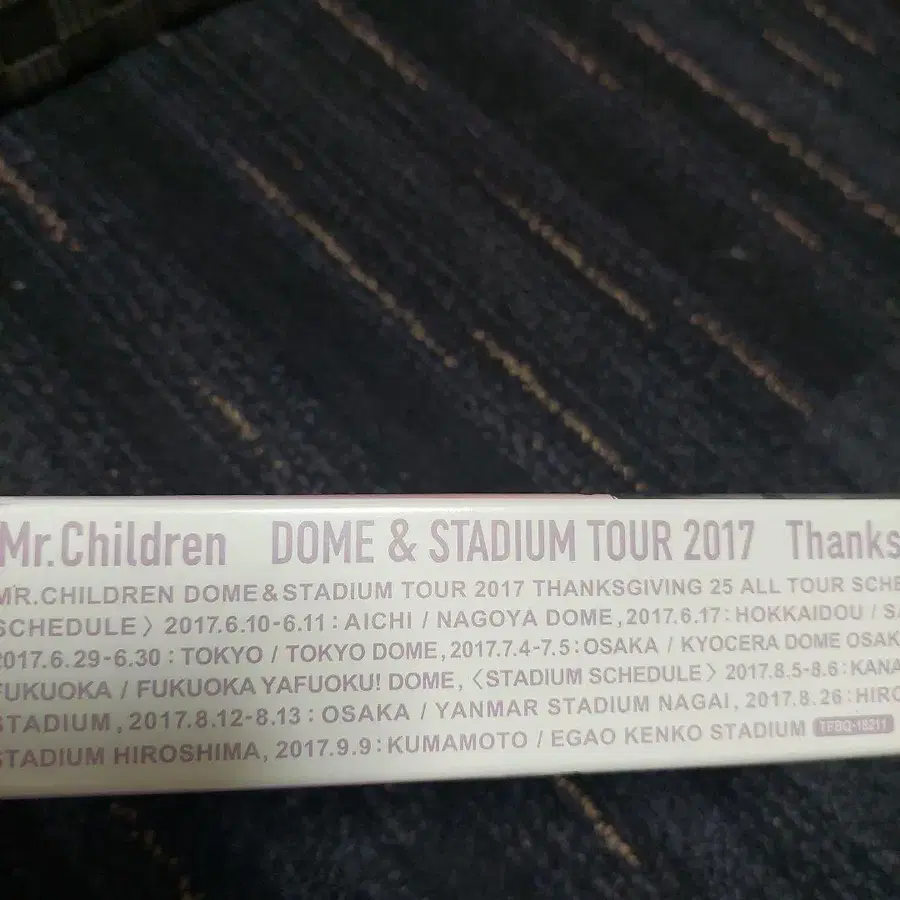 Mr.Children DOME & STADIUM TOUR 2017 Thanks
MR.CHILDREN DOME&STADIUM TOUR 2017 THANKSGIVING 25 ALL TOUR SCHE
SCHEDULE〉2017.6.10-6.11:AICHI / NAGOYA DOME,2017.6.17:HOKKAIDOU / SA
2017.6.29-6.30:TOKYO / TOKYO DOME,2017.7.4-7.5:OSAKA / KYOCERA DOME OSAK
FUKUOKA / FUKUOKA YAFUOKU! DOME,〈STADIUM SCHEDULE〉2017.8.5-8.6:KANA
STADIUM,2017.8.12-8.13:OSAKA / YANMAR STADIUM NAGAI, 2017.8.26:HIRO
STADIUM HIROSHIMA, 2017.9.9:KUMAMOTO / EGAO KENKO STADIUM TFBQ-18211